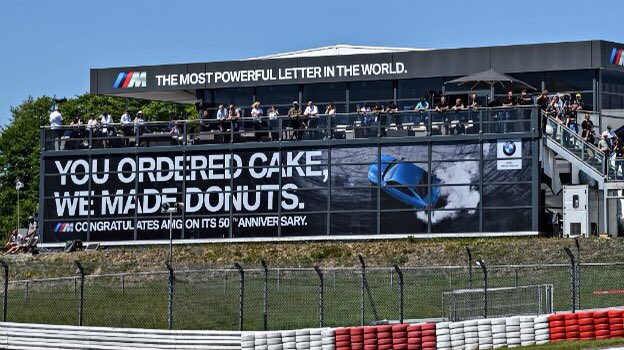 M THE MOST POWERFUL LETTER IN THE WORLD.
YOU ORDERED CAKE,
WE MADE DONUTS.
M CONGRATULATES AMG ON ITS 50TH ANNIVERSARY.
BMW